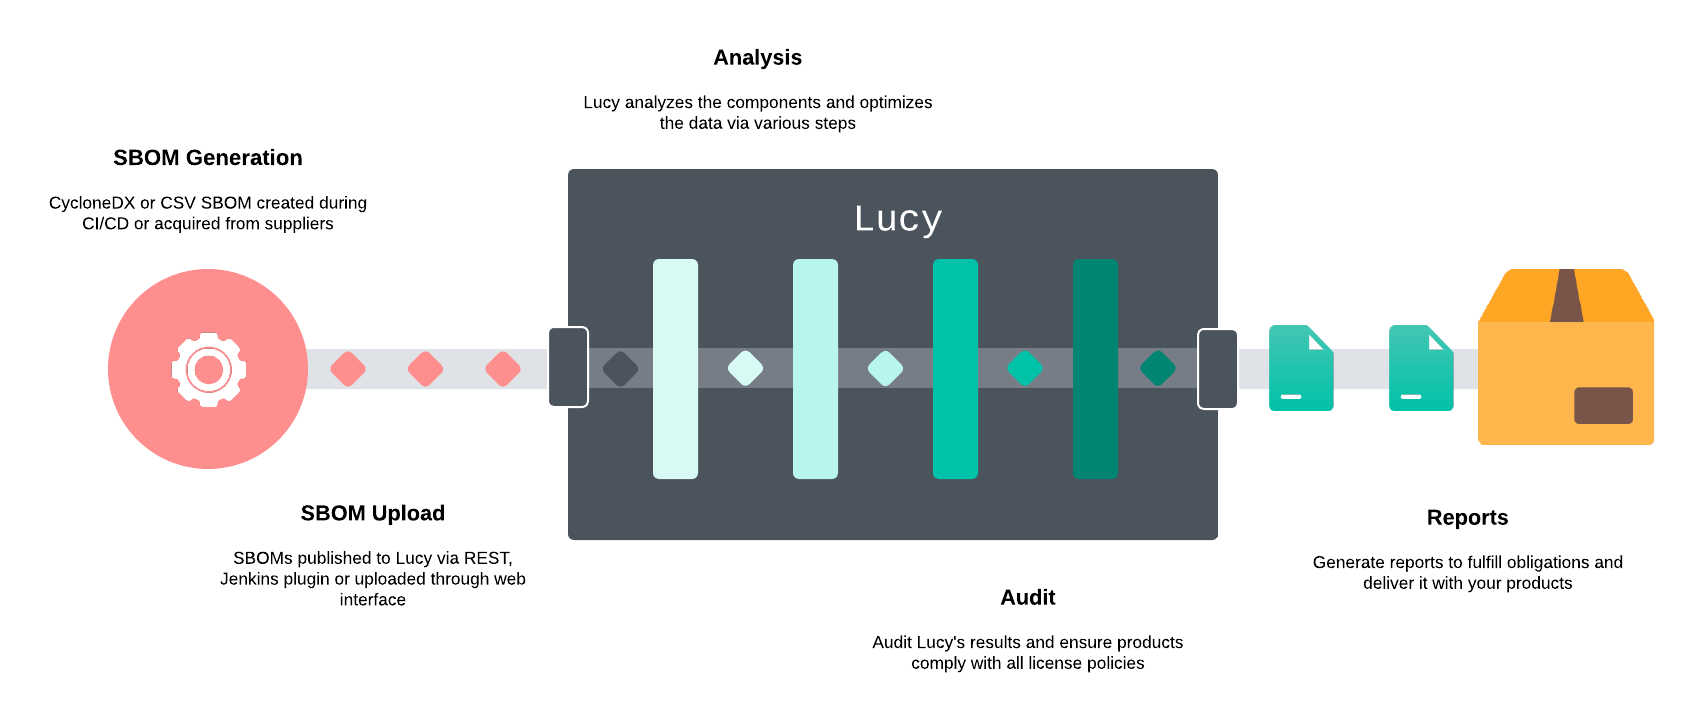 Analysis
Lucy analyzes the components and optimizes
the data via various steps
SBOM Generation
CycloneDX or CSV SBOM created during
CI/CD or acquired from suppliers
Lucy
SBOM Upload
SBOMs published to Lucy via REST,
Jenkins plugin or uploaded through web
interface
Audit
Audit Lucy's results and ensure products
comply with all license policies
Reports
Generate reports to fulfill obligations and
deliver it with your products